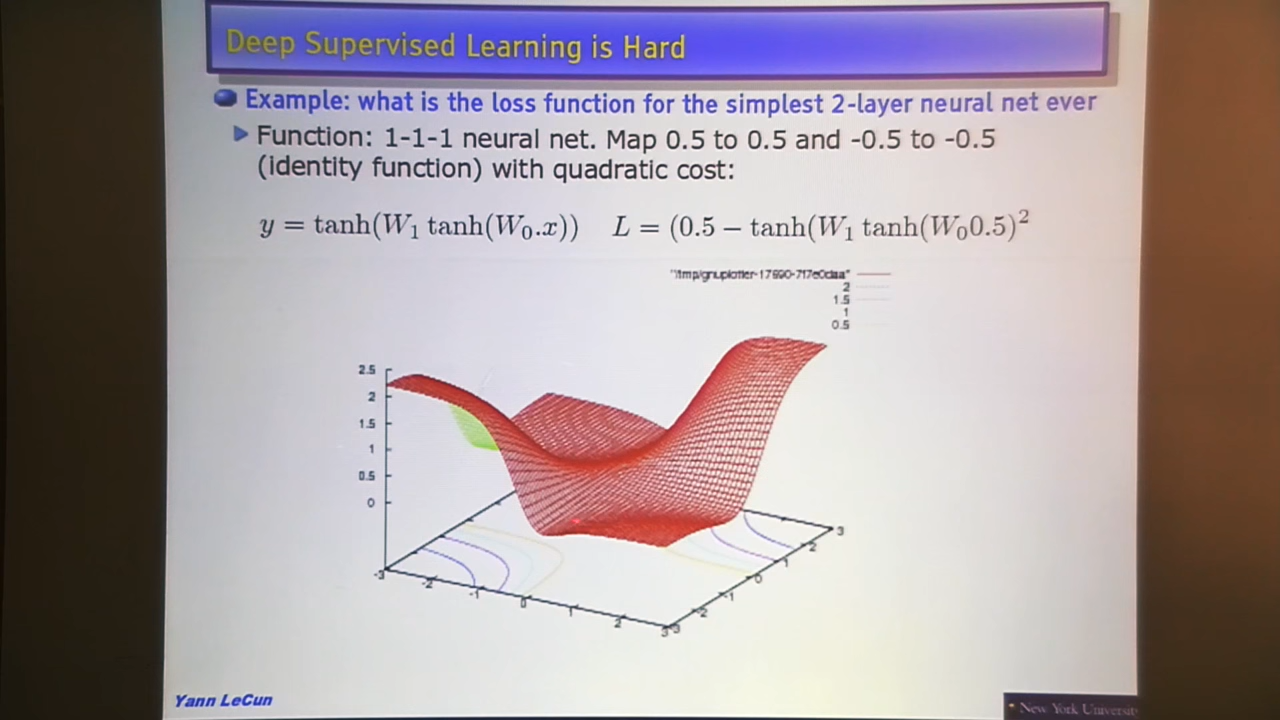 Deep Supervised Learning is Hard
Example: what is the loss function for the simplest 2-layer neural net ever
Function: 1-1-1 neural net. Map 0.5 to 0.5 and -0.5 to -0.5
(identity function) with quadratic cost:
y = tanh(W₁ tanh(W₀.x)) L = (0.5 − tanh(W₁ tanh(W₀0.5)²
2
1.5
1
0.5
2.5
2
1.5
1
0.5
0
-3 -2 -1 0 1 2 3
-3 -2 -1 0 1 2 3
Yann LeCun
New York Universit